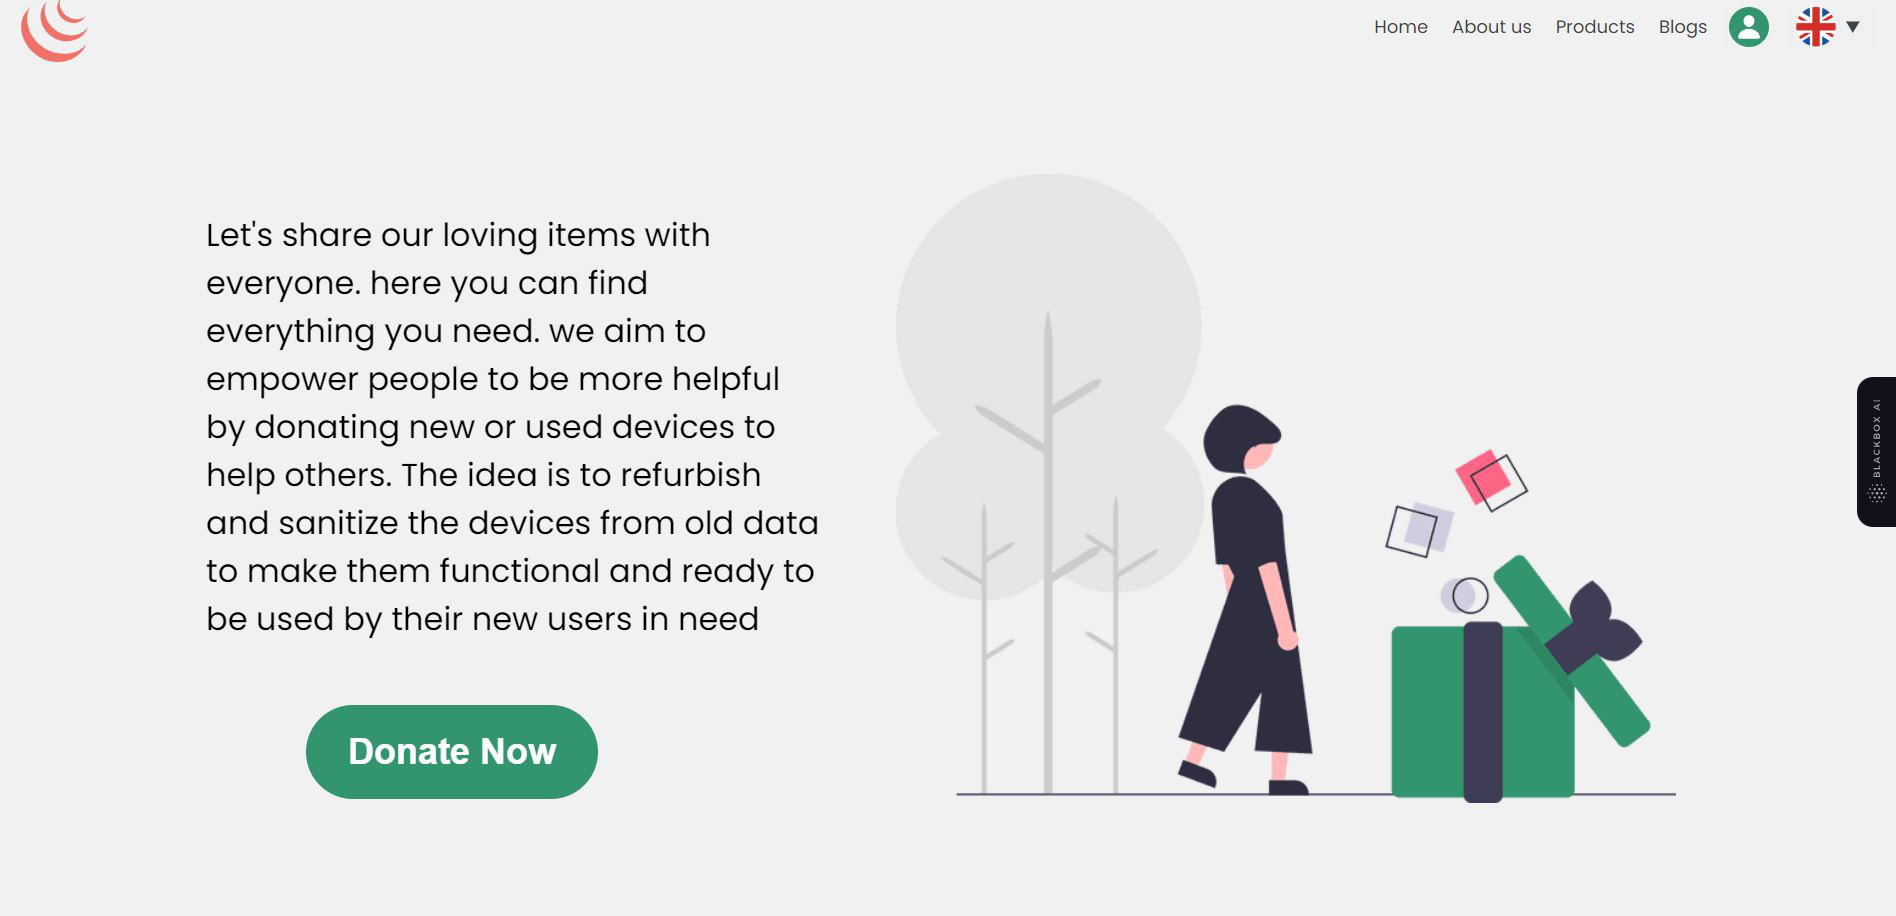 Home About us Products Blogs
Let's share our loving items with
everyone. here you can find
everything you need. we aim to
empower people to be more helpful
by donating new or used devices to
help others. The idea is to refurbish
and sanitize the devices from old data
to make them functional and ready to
be used by their new users in need
Donate Now
BLACKBOX AI